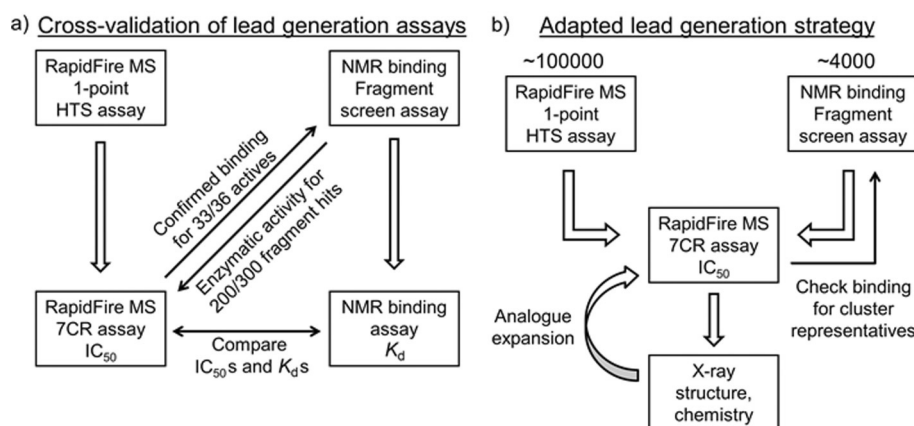 a) Cross-validation of lead generation assays
RapidFire MS
1-point
HTS assay
NMR binding
Fragment
screen assay
Confirmed binding
for 33/36 actives
Enzymatic activity for
200/300 fragment hits
RapidFire MS
7CR assay
IC₅₀
Compare
IC₅₀s and Kds
NMR binding
assay
Kd
b) Adapted lead generation strategy
~100000
~4000
RapidFire MS
1-point
HTS assay
NMR binding
Fragment
screen assay
RapidFire MS
7CR assay
IC₅₀
Check binding
for cluster
representatives
Analogue
expansion
X-ray
structure,
chemistry